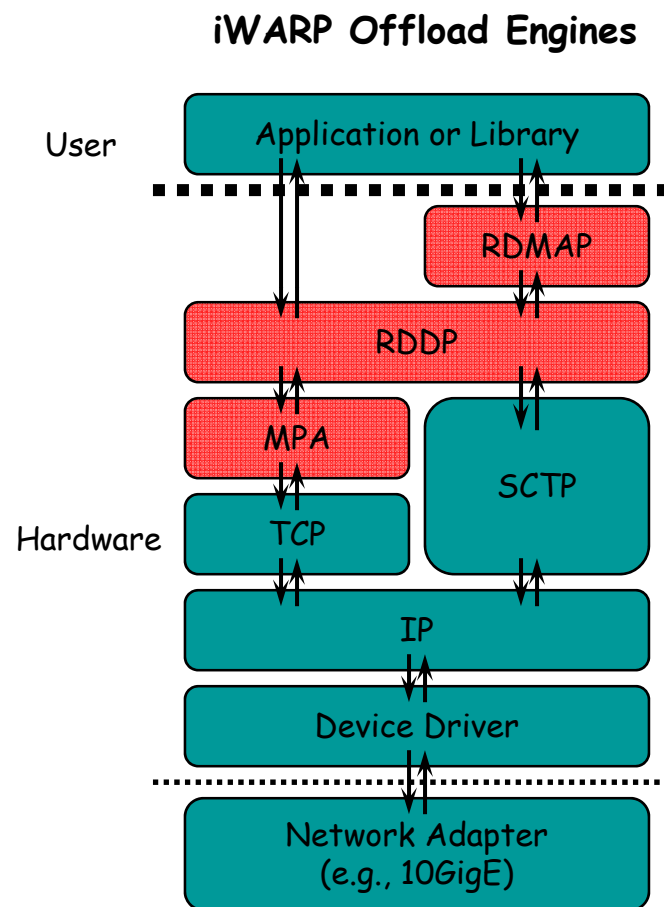 iWARP Offload Engines
User
Application or Library
RDMAP
RDDP
MPA
SCTP
Hardware
TCP
IP
Device Driver
Network Adapter
(e.g., 10GigE)